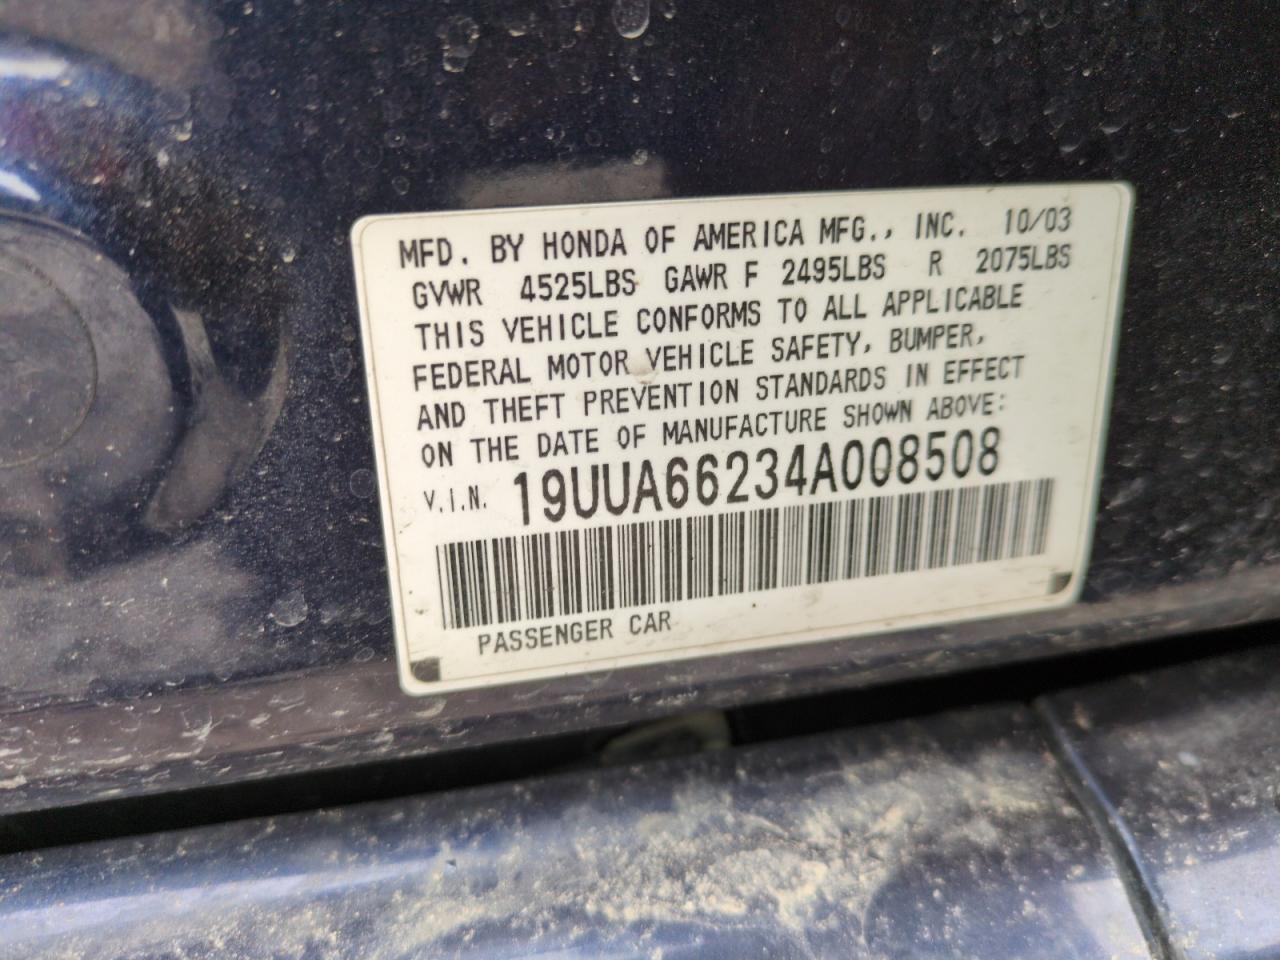 MFD. BY HONDA OF AMERICA MFG., INC. 10/03
GVWR 4525LBS GAWR F 2495LBS R 2075LBS
THIS VEHICLE CONFORMS TO ALL APPLICABLE
FEDERAL MOTOR VEHICLE SAFETY, BUMPER,
AND THEFT PREVENTION STANDARDS IN EFFECT
ON THE DATE OF MANUFACTURE SHOWN ABOVE:
V.I.N. 19UUA66234A008508
PASSENGER CAR